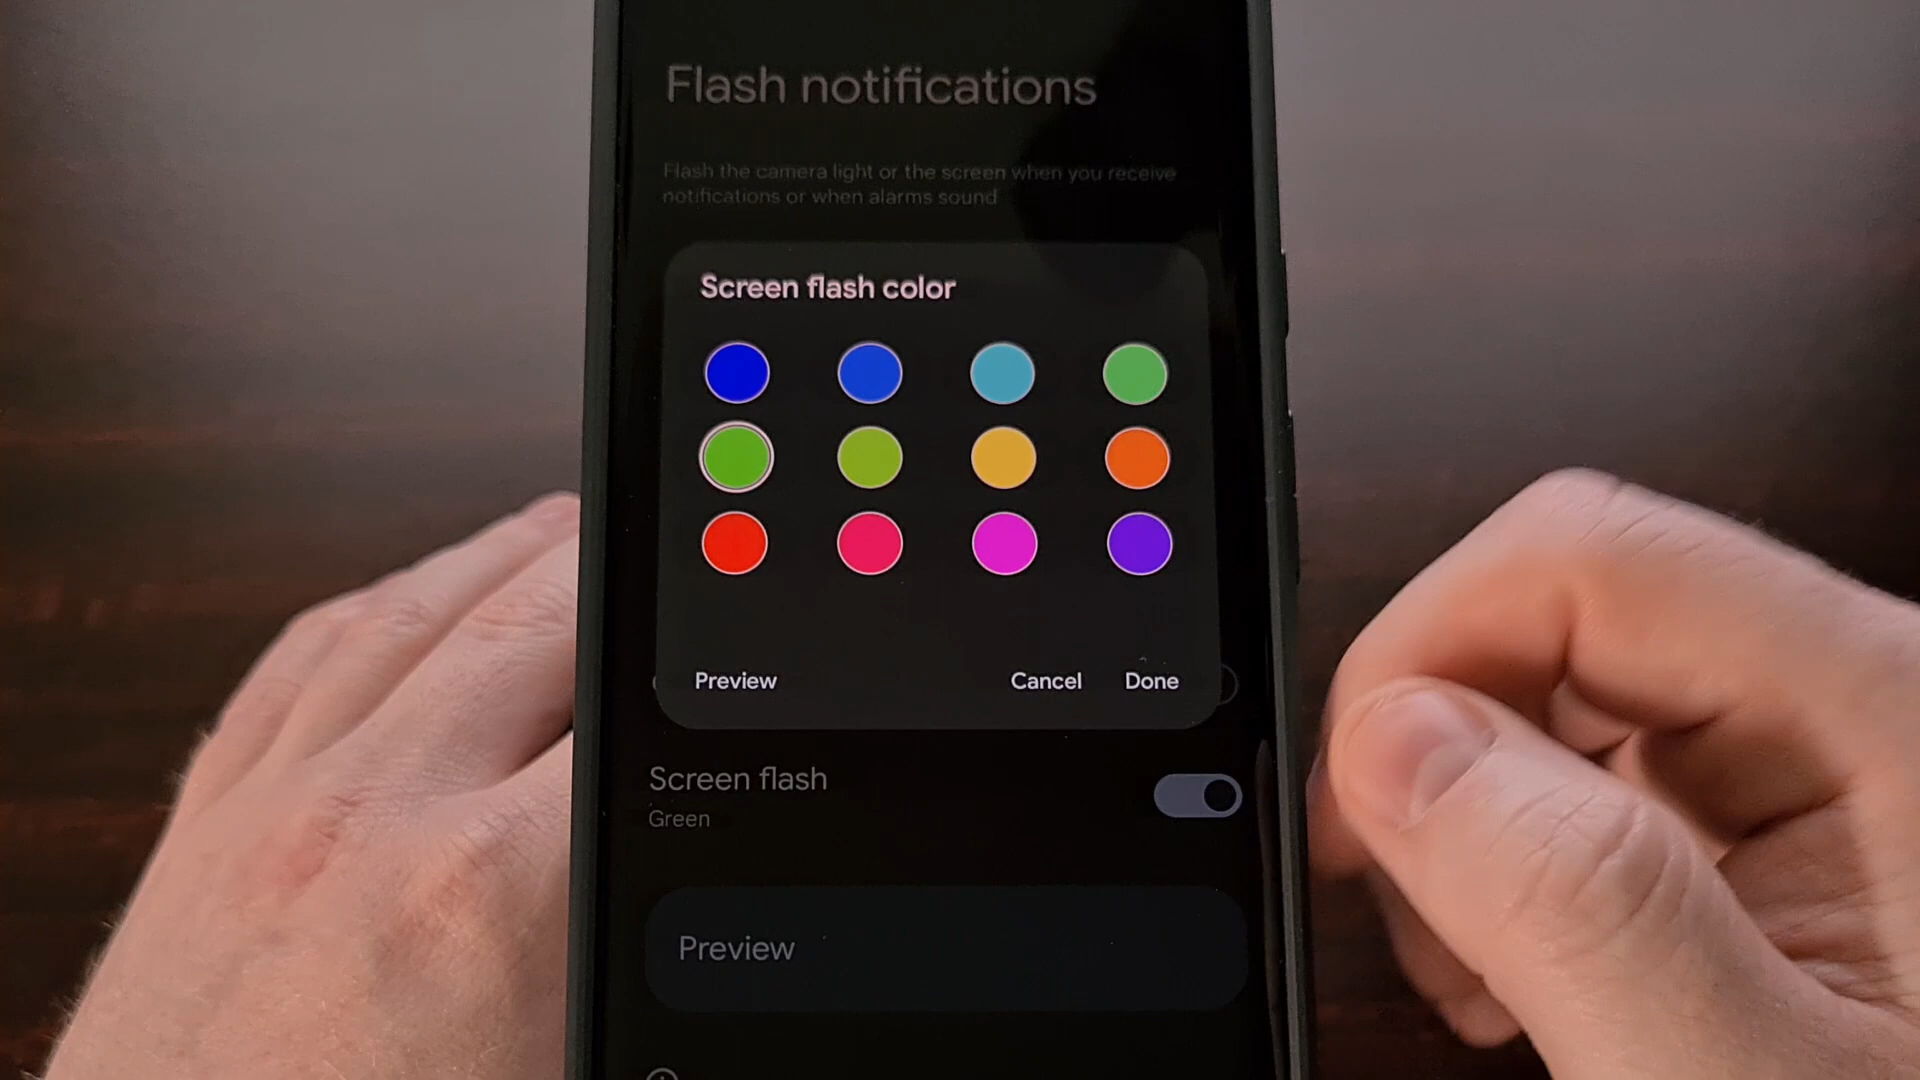 Flash notifications
Flash the camera light or the screen when you receive
notifications or when alarms sound
Screen flash color
Preview
Cancel
Done
Screen flash
Green
Preview